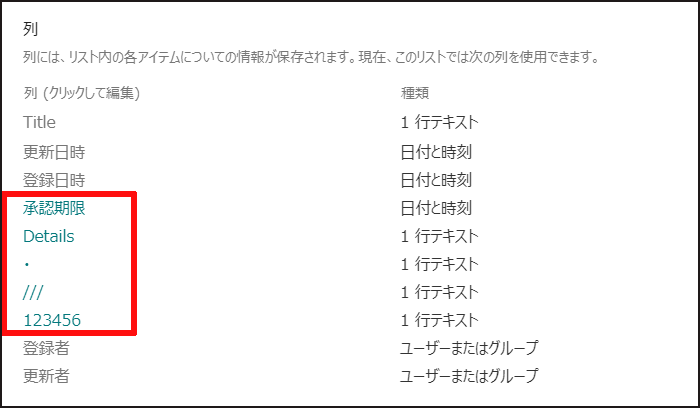 列
列には、リスト内の各アイテムについての情報が保存されます。現在、このリストでは次の列を使用できます。
列 (クリックして編集) 種類
Title 1 行テキスト
更新日時 日付と時刻
登録日時 日付と時刻
承認期限 日付と時刻
Details 1 行テキスト
・ 1 行テキスト
/// 1 行テキスト
123456 1 行テキスト
登録者 ユーザーまたはグループ
更新者 ユーザーまたはグループ